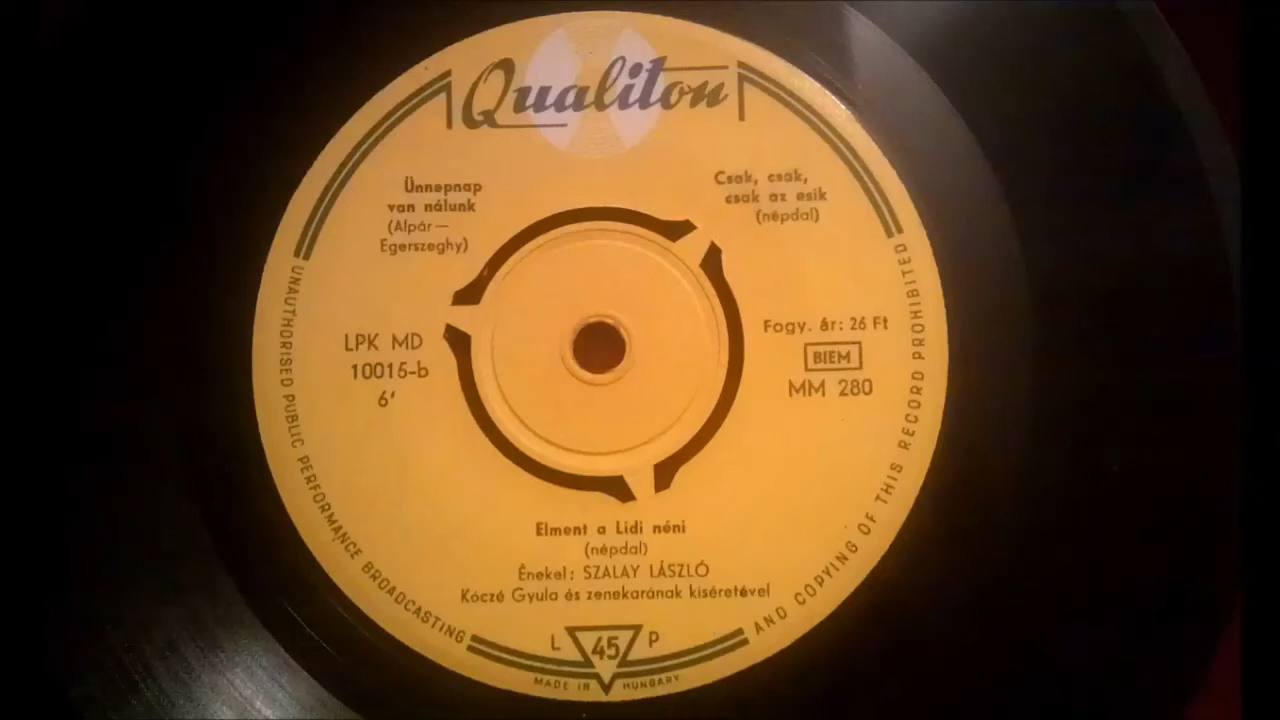 Qualiton
Ünnepnap
van nálunk
(Alpár—
Egerszeghy)
Csak, csak,
csak az esik
(népdal)
LPK MD
10015-b
6'
Fogy. ár: 26 Ft
BIEM
MM 280
Elment a Lidi néni
(népdal)
Énekel: SZALAY LÁSZLÓ
Kóczé Gyula és zenekarának kiséretével
L 45 P
MADE IN HUNGARY
UNAUTHORISED PUBLIC PERFORMANCE BROADCASTING AND COPYING OF THIS RECORD PROHIBITED